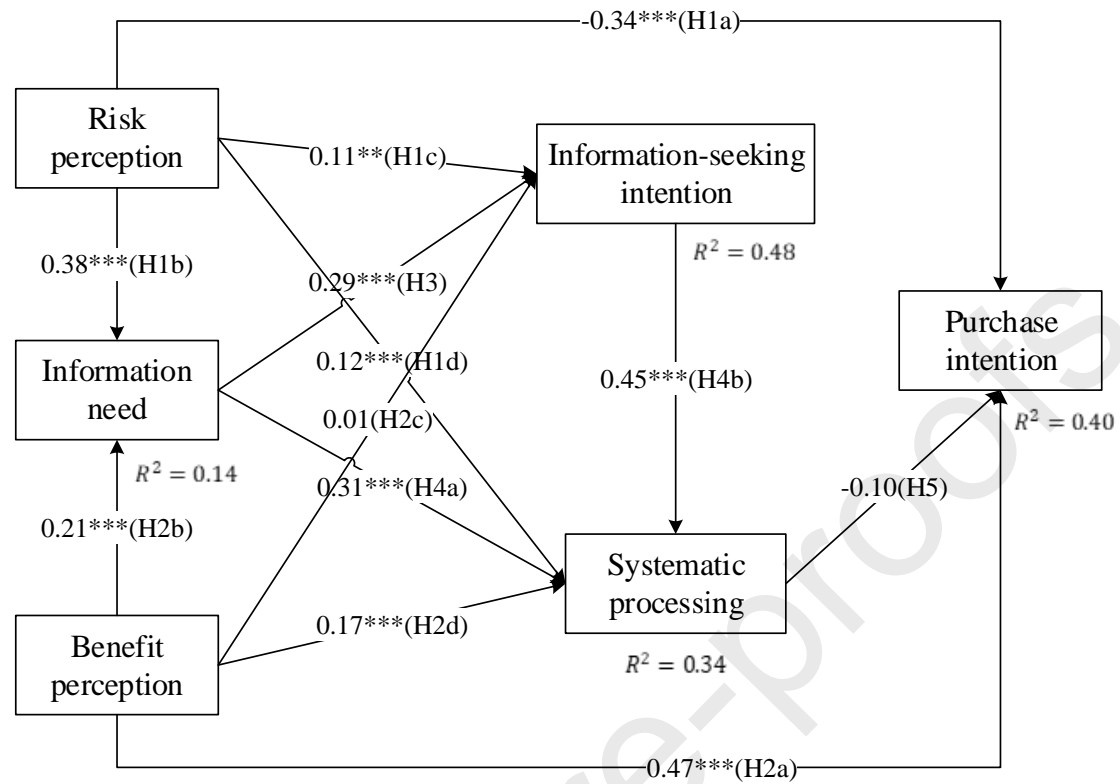 -0.34***(H1a)
Risk
perception
0.11**(H1c)
Information-seeking
intention
R² = 0.48
0.38***(H1b)
0.29***(H3)
Purchase
intention
R² = 0.40
Information
need
R² = 0.14
0.12***(H1d)
0.45***(H4b)
0.01(H2c)
0.31***(H4a)
-0.10(H5)
0.21***(H2b)
Systematic
processing
R² = 0.34
0.17***(H2d)
Benefit
perception
0.47***(H2a)
re-proofs